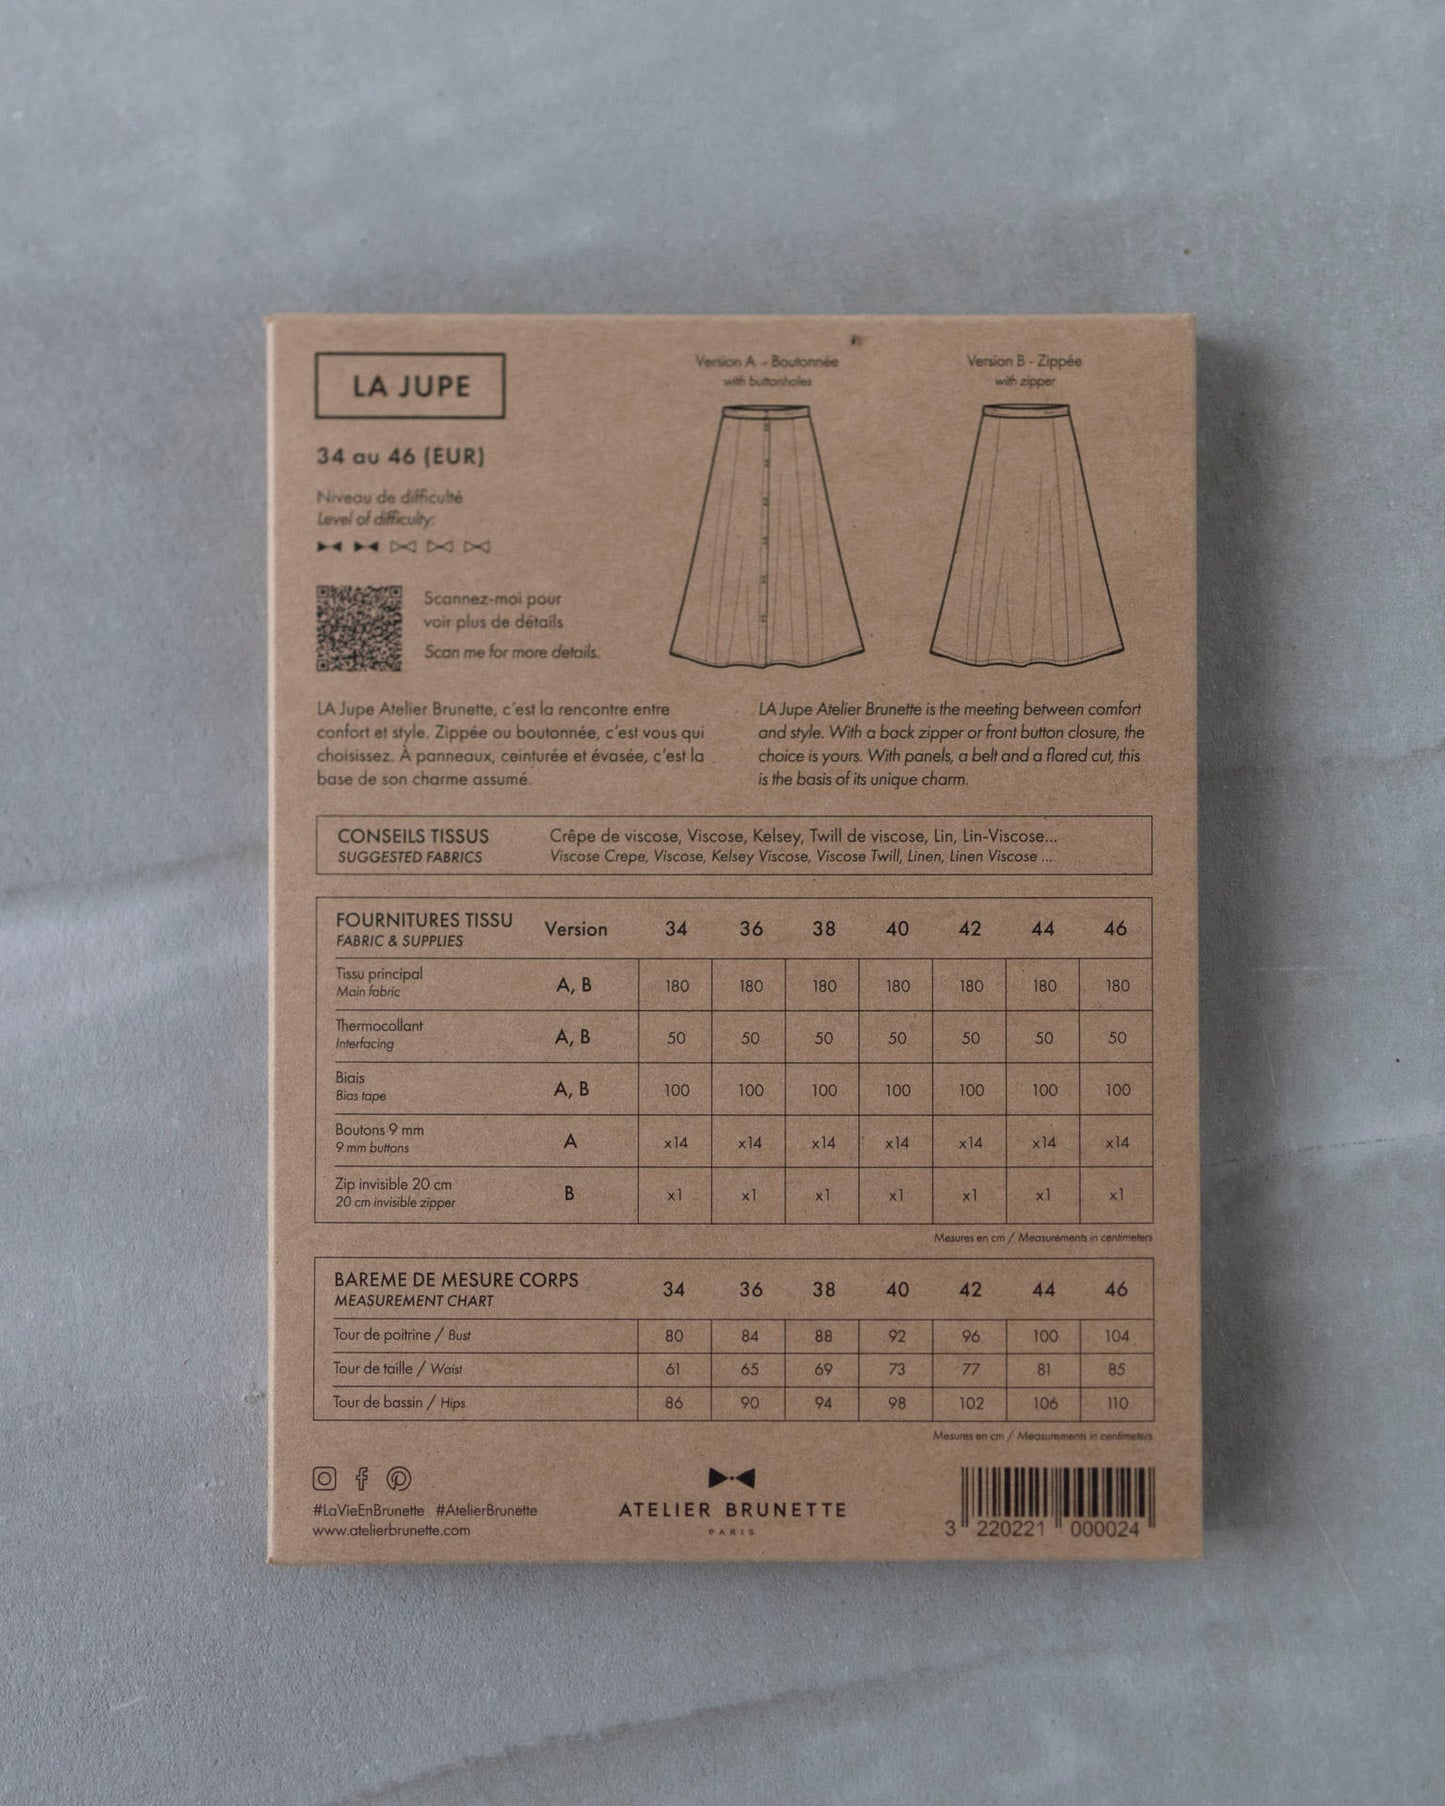 LA JUPE
34 au 46 (EUR)
Niveau de difficulté
Level of difficulty:
Scannez-moi pour
voir plus de détails
Scan me for more details.
Version A - Boutonnée
with buttonholes
Version B - Zippée
with zipper
LA Jupe Atelier Brunette, c'est la rencontre entre
confort et style. Zippée ou boutonnée, c'est vous qui
choisissez. À panneaux, ceinturée et évasée, c'est la
base de son charme assumé.
LA Jupe Atelier Brunette is the meeting between comfort
and style. With a back zipper or front button closure, the
choice is yours. With panels, a belt and a flared cut, this
is the basis of its unique charm.
CONSEILS TISSUS Crêpe de viscose, Viscose, Kelsey, Twill de viscose, Lin, Lin-Viscose...
SUGGESTED FABRICS Viscose Crepe, Viscose, Kelsey Viscose, Viscose Twill, Linen, Linen Viscose ...
FOURNITURES TISSU Version 34 36 38 40 42 44 46
FABRIC & SUPPLIES
Tissu principal A, B 180 180 180 180 180 180 180
Main fabric
Thermocollant A, B 50 50 50 50 50 50 50
Interfacing
Biais A, B 100 100 100 100 100 100 100
Bias tape
Boutons 9 mm A x14 x14 x14 x14 x14 x14 x14
9 mm buttons
Zip invisible 20 cm B x1 x1 x1 x1 x1 x1 x1
20 cm invisible zipper
Mesures en cm / Measurements in centimeters
BAREME DE MESURE CORPS 34 36 38 40 42 44 46
MEASUREMENT CHART
Tour de poitrine / Bust 80 84 88 92 96 100 104
Tour de taille / Waist 61 65 69 73 77 81 85
Tour de bassin / Hips 86 90 94 98 102 106 110
Mesures en cm / Measurements in centimeters
#LaVieEnBrunette #AtelierBrunette
www.atelierbrunette.com
ATELIER BRUNETTE
PARIS
3 220221 000024